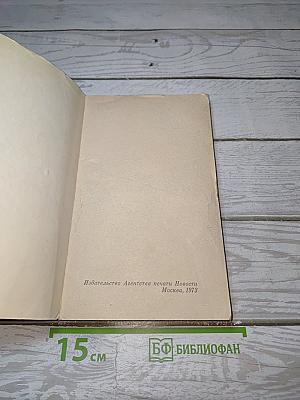 Издательство Агентства печати Новости
Москва, 1973
15 см
БФ БИБЛИОФАН